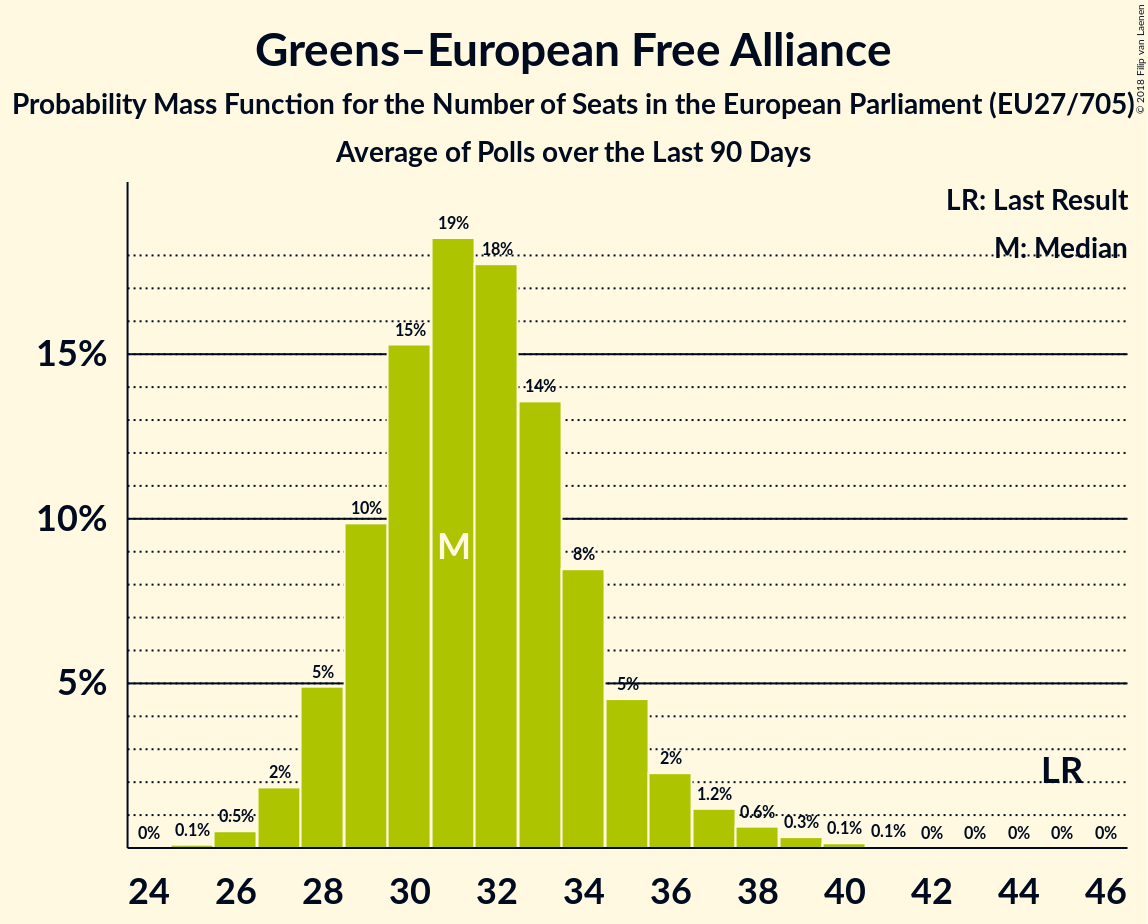 Greens–European Free Alliance
Probability Mass Function for the Number of Seats in the European Parliament (EU27/705)
Average of Polls over the Last 90 Days
© 2018 Filip van Laenen
LR: Last Result
M: Median
15%
10%
5%
0%
0.1%
0.5%
2%
5%
10%
15%
19%
18%
14%
8%
5%
2%
1.2%
0.6%
0.3%
0.1%
0.1%
0%
0%
0%
0%
0%
M
LR
24 26 28 30 32 34 36 38 40 42 44 46